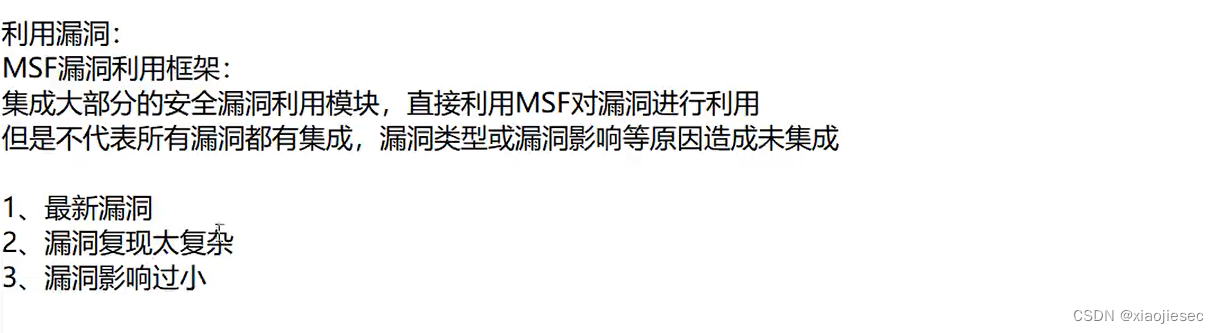 利用漏洞：
MSF漏洞利用框架：
集成大部分的安全漏洞利用模块，直接利用MSF对漏洞进行利用
但是不代表所有漏洞都有集成，漏洞类型或漏洞影响等原因造成未集成
1、最新漏洞
2、漏洞复现太复杂
3、漏洞影响过小
CSDN @xiaojiesec